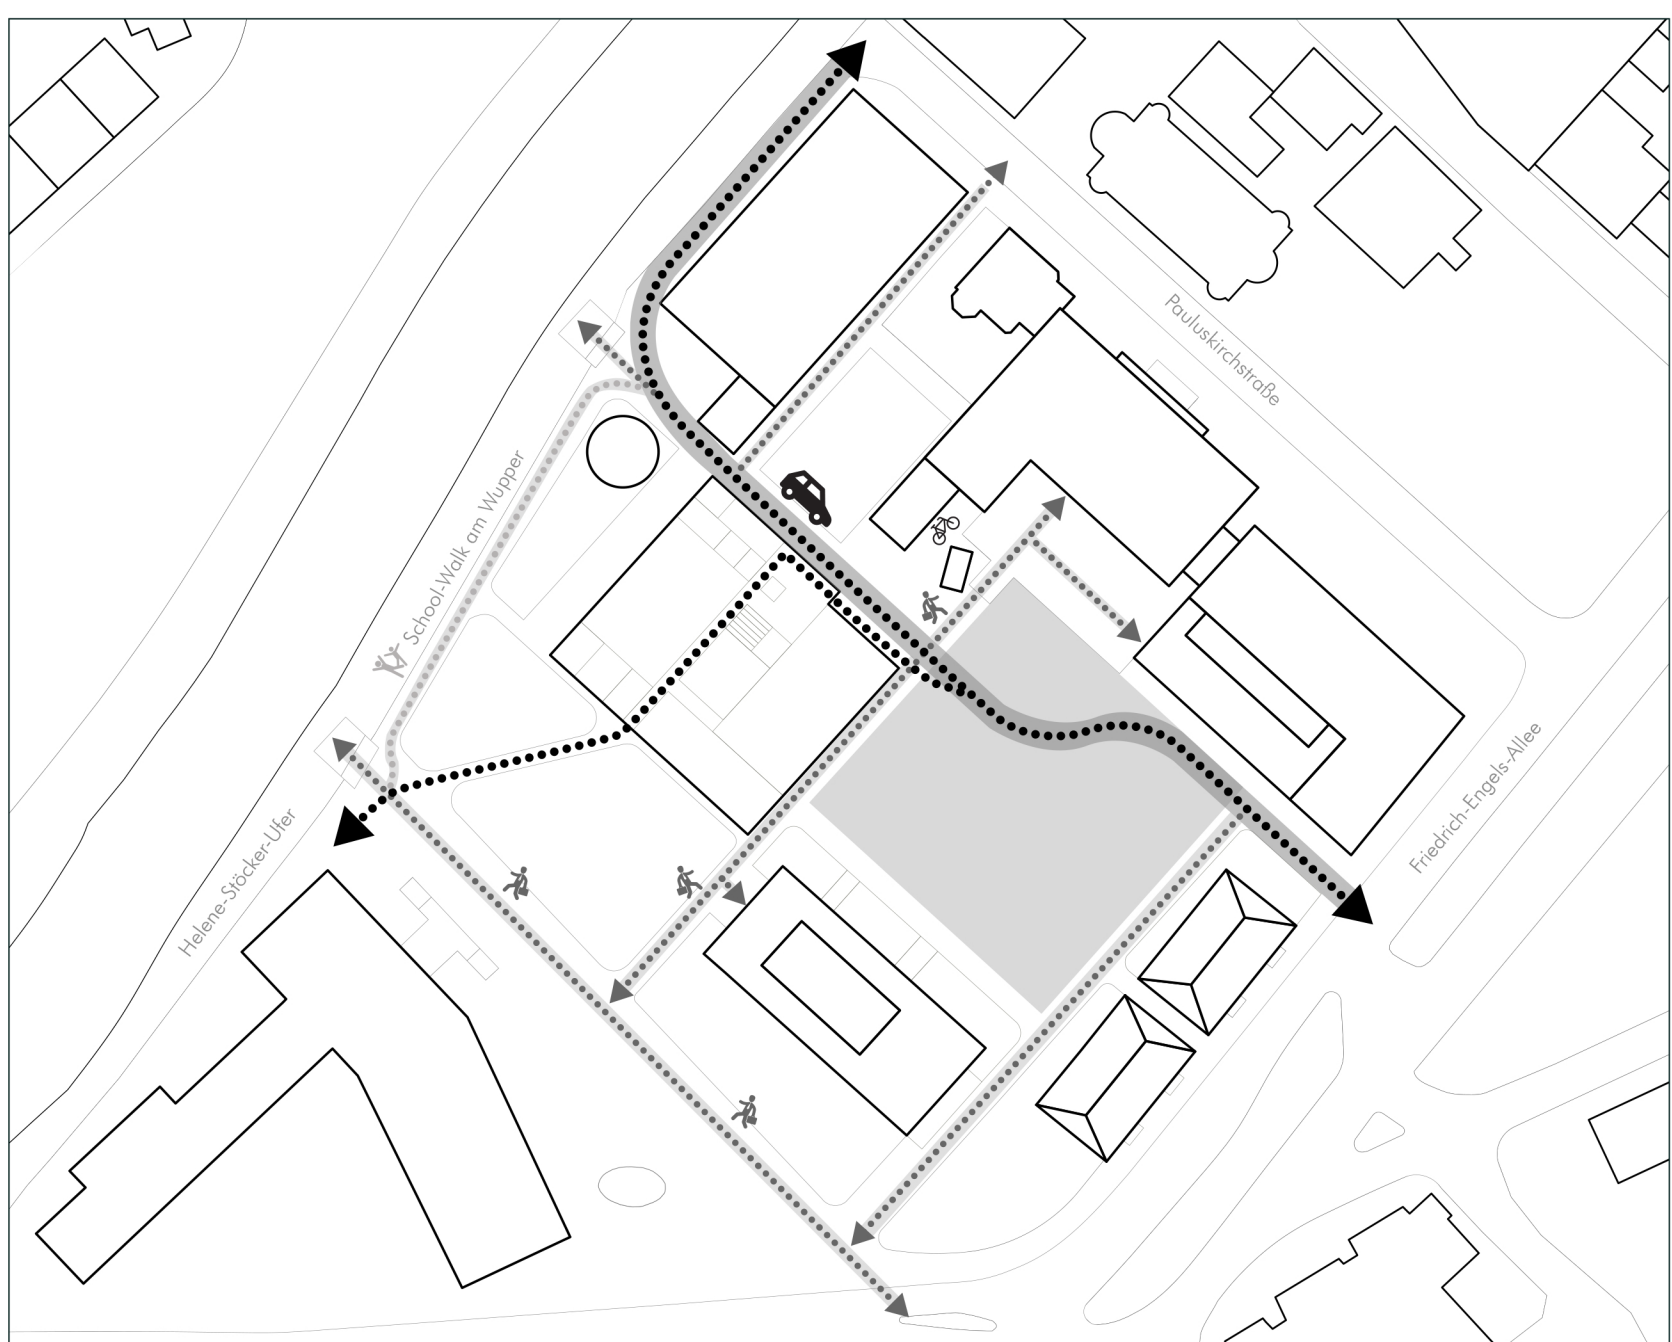 Pauluskirchstraße
School-Walk am Wupper
Friedrich-Engels-Allee
Helene-Stöcker-Ufer